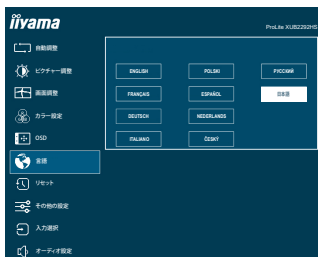 iiyama
ProLite XUB2292HS
自動調整
ピクチャー調整
画面調整
カラー設定
OSD
言語
リセット
その他の設定
入力選択
オーディオ設定
ENGLISH
POLSKI
РУССКИЙ
FRANÇAIS
ESPAÑOL
日本語
DEUTSCH
NEDERLANDS
ITALIANO
ČESKÝ